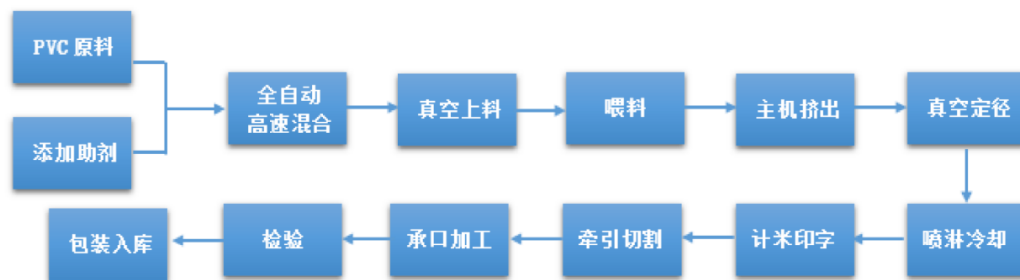 PVC 原料
添加助剂
全自动
高速混合
真空上料
喂料
主机挤出
真空定径
喷淋冷却
计米印字
牵引切割
承口加工
检验
包装入库